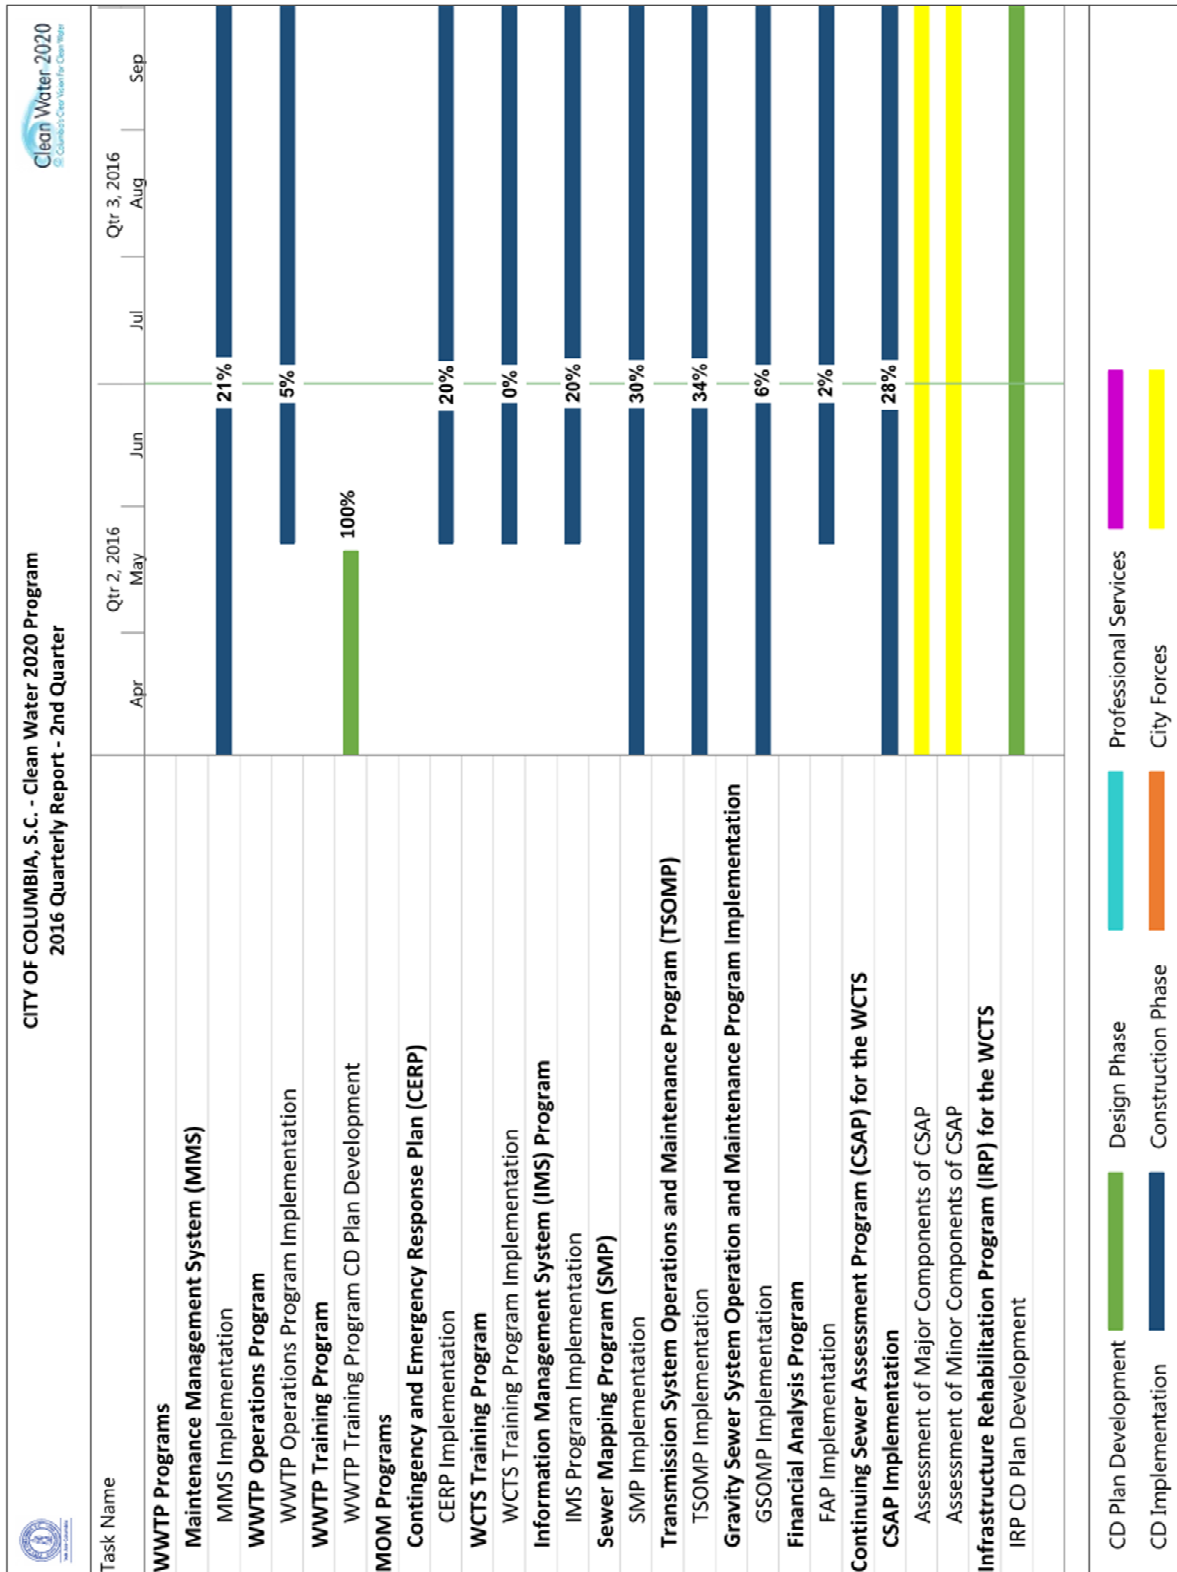 CITY OF COLUMBIA, S.C. - Clean Water 2020 Program
2016 Quarterly Report - 2nd Quarter
Clean Water 2020
Columbia's Clear Vision For Clean Water
Task Name
Qtr 2, 2016
Qtr 3, 2016
Apr
May
Jun
Jul
Aug
Sep
WWTP Programs
Maintenance Management System (MMS)
MMS Implementation
21%
WWTP Operations Program
WWTP Operations Program Implementation
5%
WWTP Training Program
WWTP Training Program CD Plan Development
100%
MOM Programs
Contingency and Emergency Response Plan (CERP)
CERP Implementation
20%
WCTS Training Program
WCTS Training Program Implementation
0%
Information Management System (IMS) Program
IMS Program Implementation
20%
Sewer Mapping Program (SMP)
SMP Implementation
30%
Transmission System Operations and Maintenance Program (TSOMP)
TSOMP Implementation
34%
Gravity Sewer System Operation and Maintenance Program Implementation
GSOMP Implementation
6%
Financial Analysis Program
FAP Implementation
2%
Continuing Sewer Assessment Program (CSAP) for the WCTS
CSAP Implementation
28%
Assessment of Major Components of CSAP
Assessment of Minor Components of CSAP
Infrastructure Rehabilitation Program (IRP) for the WCTS
IRP CD Plan Development
CD Plan Development
Design Phase
Professional Services
CD Implementation
Construction Phase
City Forces